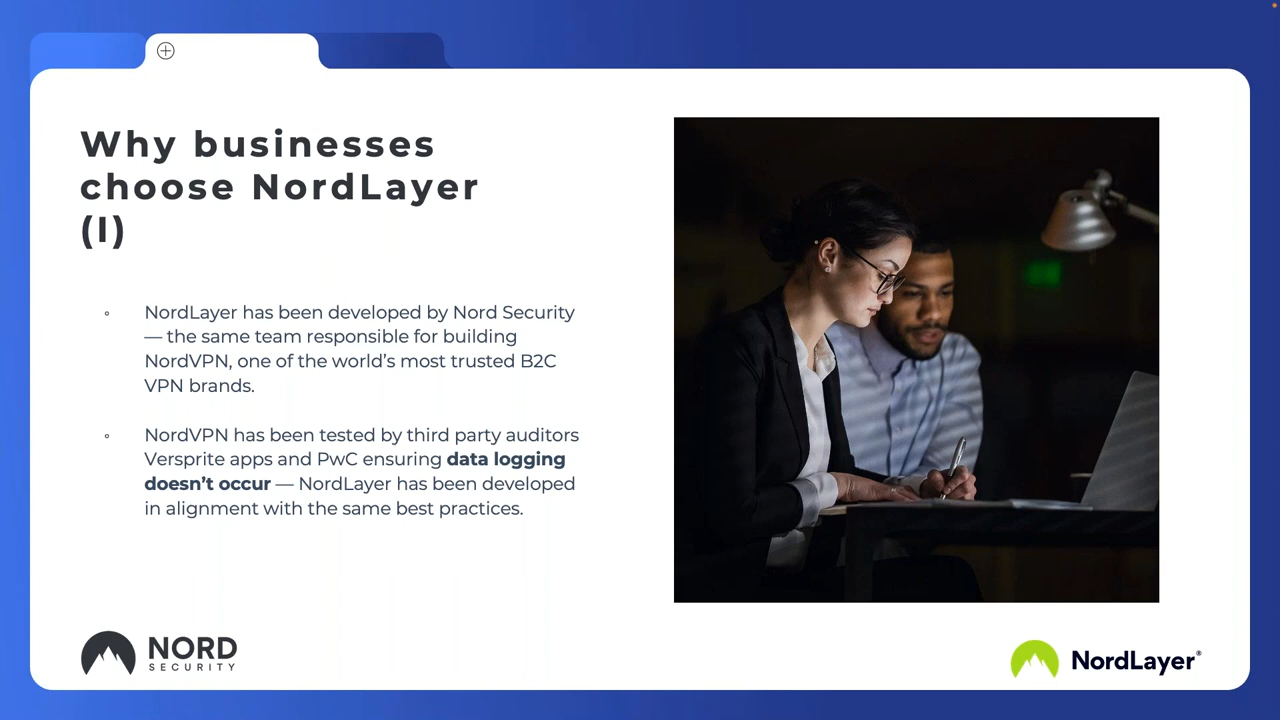 Why businesses
choose NordLayer
(I)
◦ NordLayer has been developed by Nord Security
— the same team responsible for building
NordVPN, one of the world’s most trusted B2C
VPN brands.
◦ NordVPN has been tested by third party auditors
Versprite apps and PwC ensuring data logging
doesn’t occur — NordLayer has been developed
in alignment with the same best practices.
NORD
SECURITY
NordLayer®